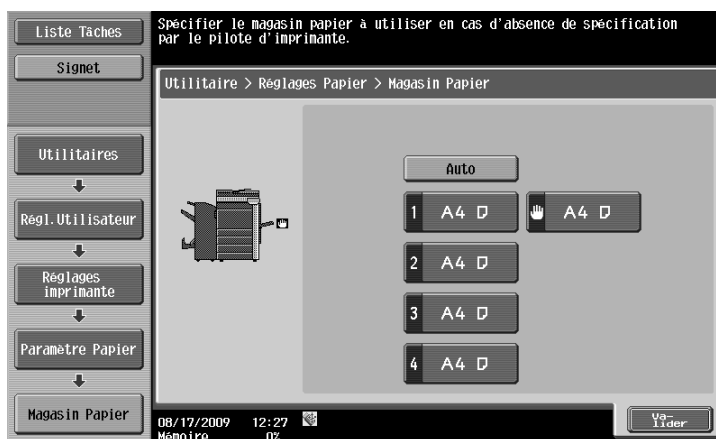 Liste Tâches
Spécifier le magasin papier à utiliser en cas d'absence de spécification
par le pilote d'imprimante.
Signet
Utilitaire > Réglages Papier > Magasin Papier
Utilitaires
Régl.Utilisateur
Réglages
imprimante
Paramètre Papier
Magasin Papier
Auto
1 A4
A4
2 A4
3 A4
4 A4
08/17/2009 12:27
Mémoire 0%
Va-
lider